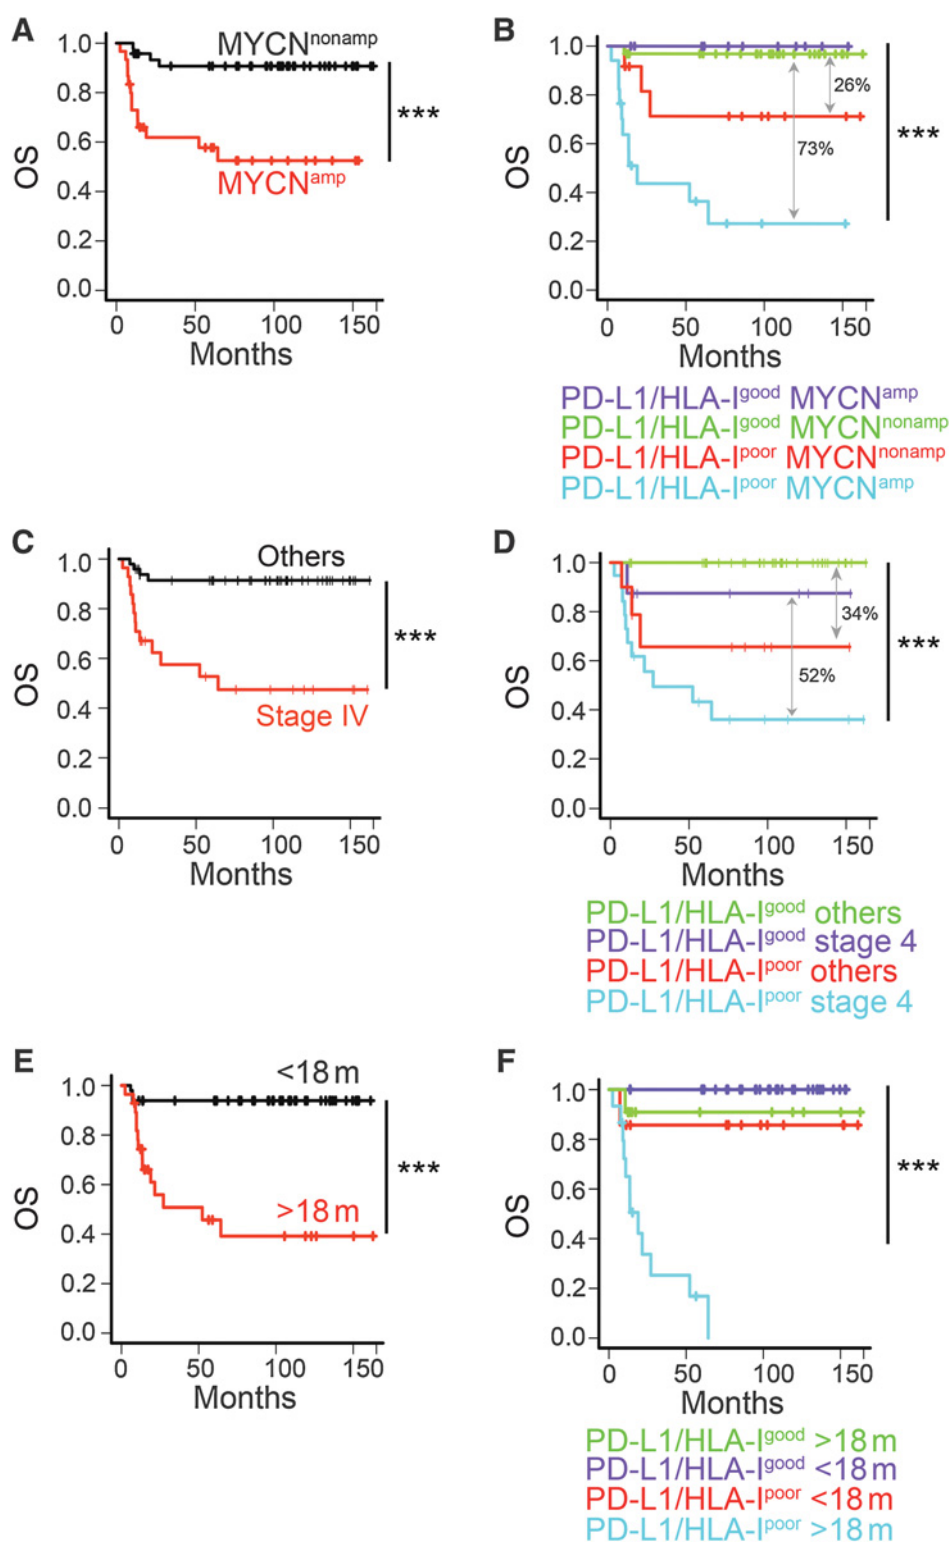 A
1.0
0.8
0.6
0.4
0.2
0.0
OS
MYCNnonamp
MYCNamp
***
0 50 100 150
Months
B
1.0
0.8
0.6
0.4
0.2
0.0
OS
26%
73%
***
0 50 100 150
Months
PD-L1/HLA-Igood MYCNamp
PD-L1/HLA-Igood MYCNnonamp
PD-L1/HLA-Ipoor MYCNnonamp
PD-L1/HLA-Ipoor MYCNamp
C
1.0
0.8
0.6
0.4
0.2
0.0
OS
Others
Stage IV
***
0 50 100 150
Months
D
1.0
0.8
0.6
0.4
0.2
0.0
OS
34%
52%
***
0 50 100 150
Months
PD-L1/HLA-Igood others
PD-L1/HLA-Igood stage 4
PD-L1/HLA-Ipoor others
PD-L1/HLA-Ipoor stage 4
E
1.0
0.8
0.6
0.4
0.2
0.0
OS
<18 m
>18 m
***
0 50 100 150
Months
F
1.0
0.8
0.6
0.4
0.2
0.0
OS
***
0 50 100 150
Months
PD-L1/HLA-Igood >18 m
PD-L1/HLA-Igood <18 m
PD-L1/HLA-Ipoor <18 m
PD-L1/HLA-Ipoor >18 m